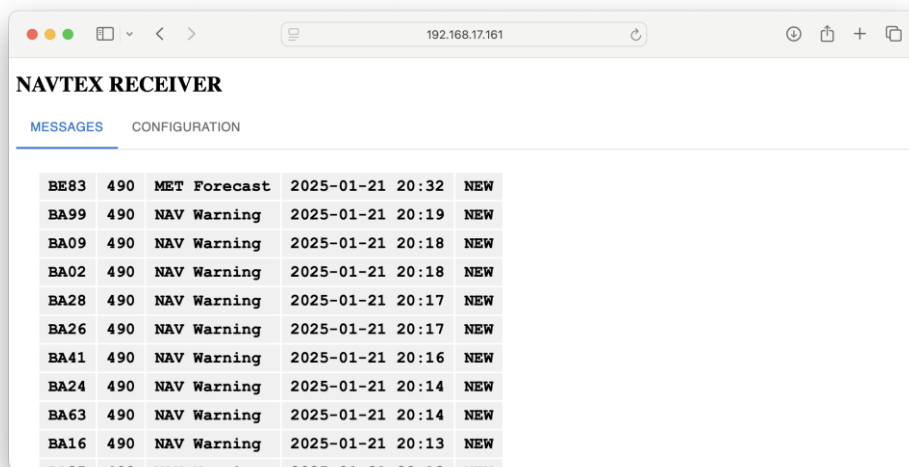 192.168.17.161
NAVTEX RECEIVER
MESSAGES CONFIGURATION
BE83 490 MET Forecast 2025-01-21 20:32 NEW
BA99 490 NAV Warning 2025-01-21 20:19 NEW
BA09 490 NAV Warning 2025-01-21 20:18 NEW
BA02 490 NAV Warning 2025-01-21 20:18 NEW
BA28 490 NAV Warning 2025-01-21 20:17 NEW
BA26 490 NAV Warning 2025-01-21 20:17 NEW
BA41 490 NAV Warning 2025-01-21 20:16 NEW
BA24 490 NAV Warning 2025-01-21 20:14 NEW
BA63 490 NAV Warning 2025-01-21 20:14 NEW
BA16 490 NAV Warning 2025-01-21 20:13 NEW